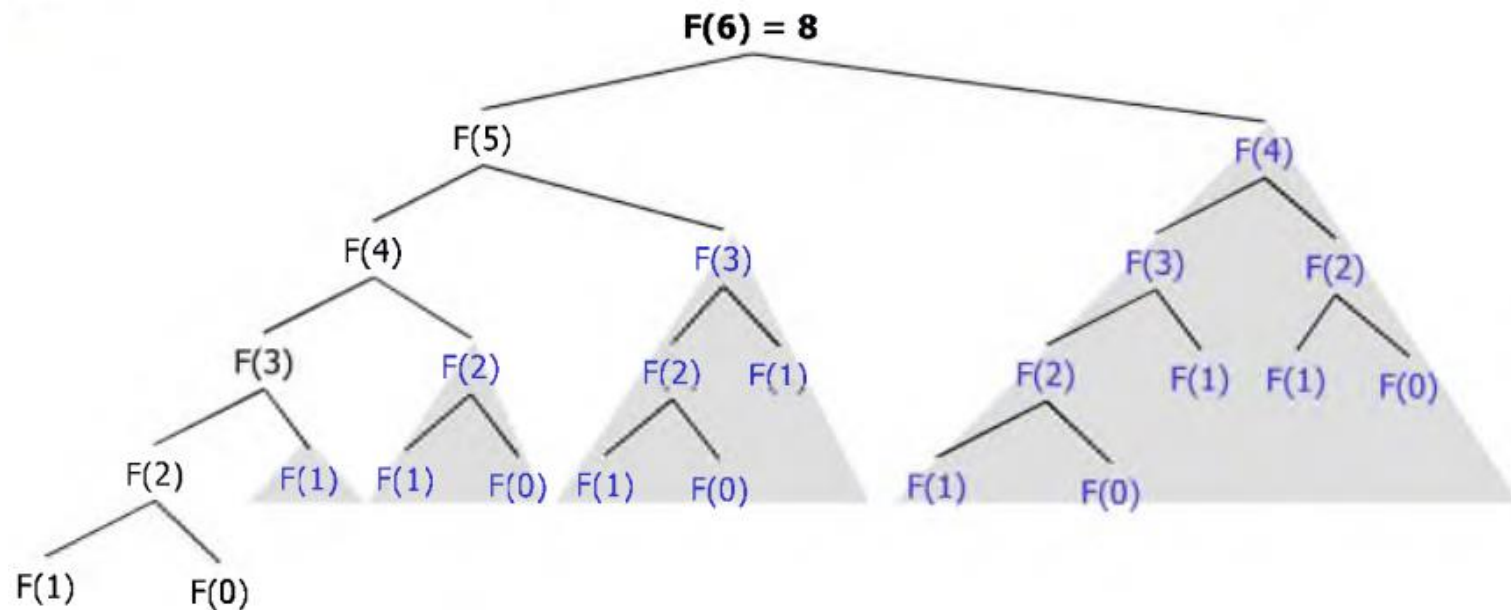 F(6) = 8
F(5)
F(4)
F(4)
F(3)
F(3)
F(2)
F(3)
F(2)
F(2)
F(1)
F(2)
F(1)
F(1)
F(0)
F(2)
F(1)
F(1)
F(0)
F(1)
F(0)
F(1)
F(0)
F(1)
F(0)